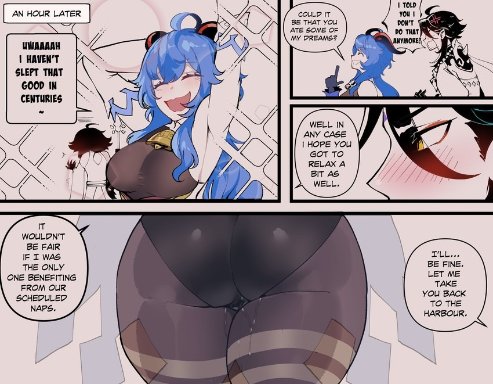 AN HOUR LATER
UWAAAAH
I HAVEN'T
SLEPT THAT
GOOD IN
CENTURIES
~
COULD IT
BE THAT YOU
ATE SOME OF
MY DREAMS?
I TOLD
YOU I
DON'T
DO THAT
ANYMORE!
WELL IN
ANY CASE
I HOPE YOU
GOT TO
RELAX A
BIT AS
WELL.
IT
WOULDN'T
BE FAIR
IF I WAS
THE ONLY
ONE BENEFITING
FROM OUR
SCHEDULED
NAPS.
I'LL...
BE FINE.
LET ME
TAKE
YOU BACK
TO THE
HARBOUR.